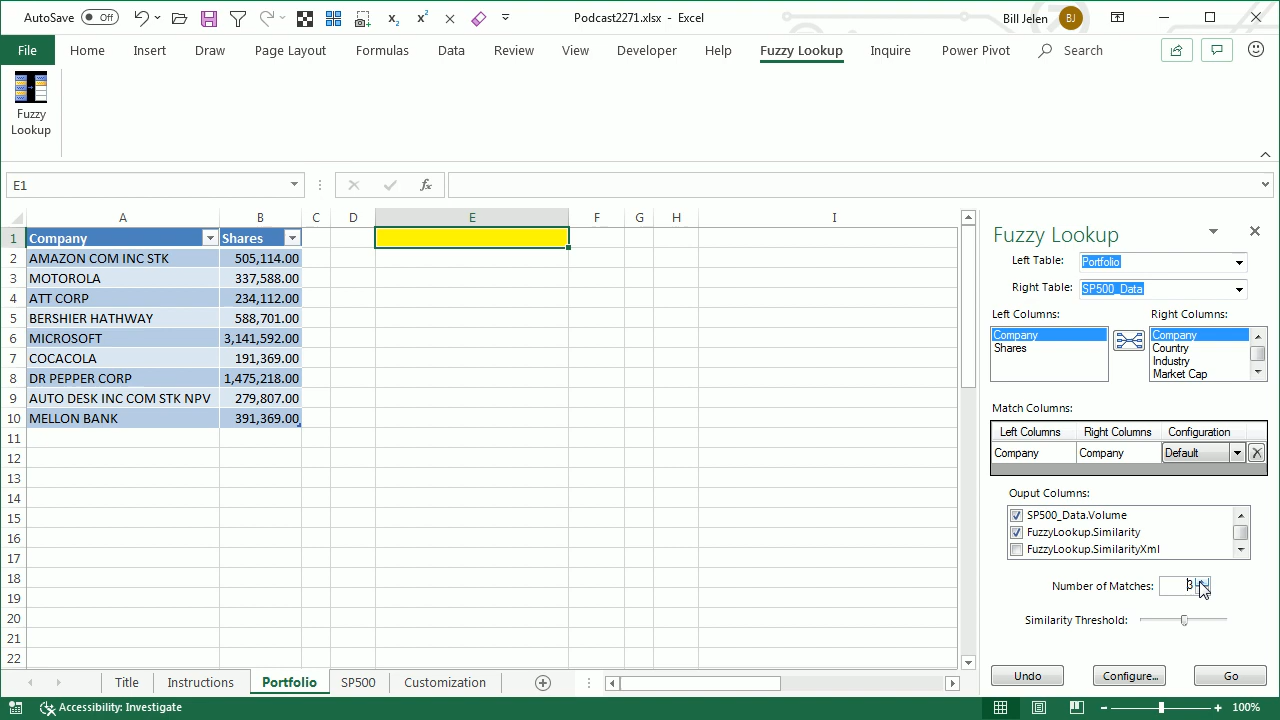 AutoSave Off Podcast2271.xlsx - Excel Bill Jelen BJ
File Home Insert Draw Page Layout Formulas Data Review View Developer Help Fuzzy Lookup Inquire Power Pivot Search
Fuzzy
Lookup
E1 fx
A B C D E F G H I
1 Company Shares
2 AMAZON COM INC STK 505,114.00
3 MOTOROLA 337,588.00
4 ATT CORP 234,112.00
5 BERSHIER HATHWAY 588,701.00
6 MICROSOFT 3,141,592.00
7 COCACOLA 191,369.00
8 DR PEPPER CORP 1,475,218.00
9 AUTO DESK INC COM STK NPV 279,807.00
10 MELLON BANK 391,369.00
11
12
13
14
15
16
17
18
19
20
21
22
Fuzzy Lookup
Left Table: Portfolio
Right Table: SP500_Data
Left Columns: Right Columns:
Company Company
Shares Country
Industry
Market Cap
Match Columns:
Left Columns Right Columns Configuration
Company Company Default
Ouput Columns:
SP500_Data.Volume
FuzzyLookup.Similarity
FuzzyLookup.SimilarityXml
Number of Matches: 3
Similarity Threshold:
Undo Configure... Go
Title Instructions Portfolio SP500 Customization
Accessibility: Investigate 100%